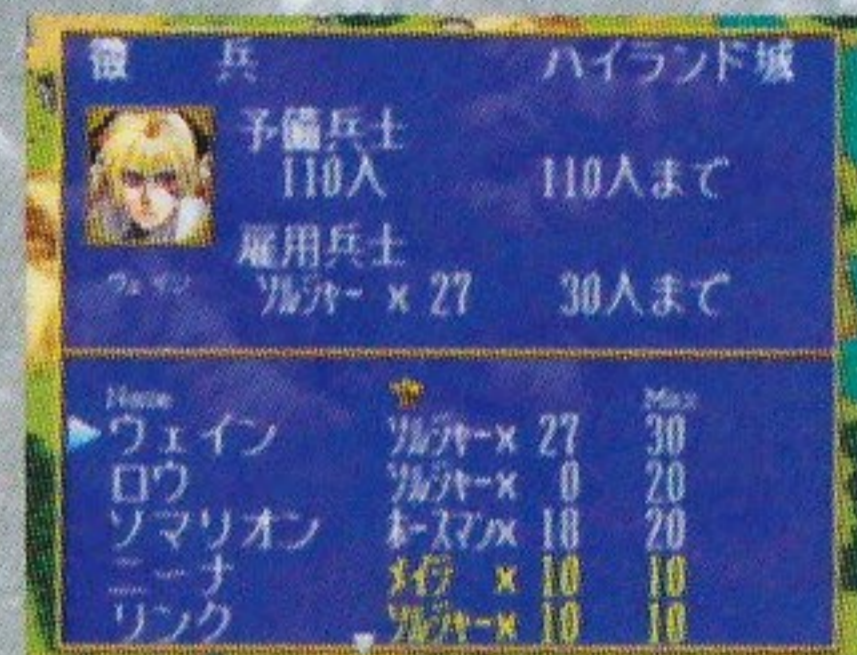 徴 兵 ハイランド城
予備兵士
110人 110人まで
雇用兵士
ウェイン
ソルジャー × 27 30人まで
Name Max
ウェイン ソルジャー× 27 30
ロウ ソルジャー× 0 20
ソマリオン ホースマン× 18 20
ニーナ メイジ × 10 10
リンク ソルジャー× 10 10